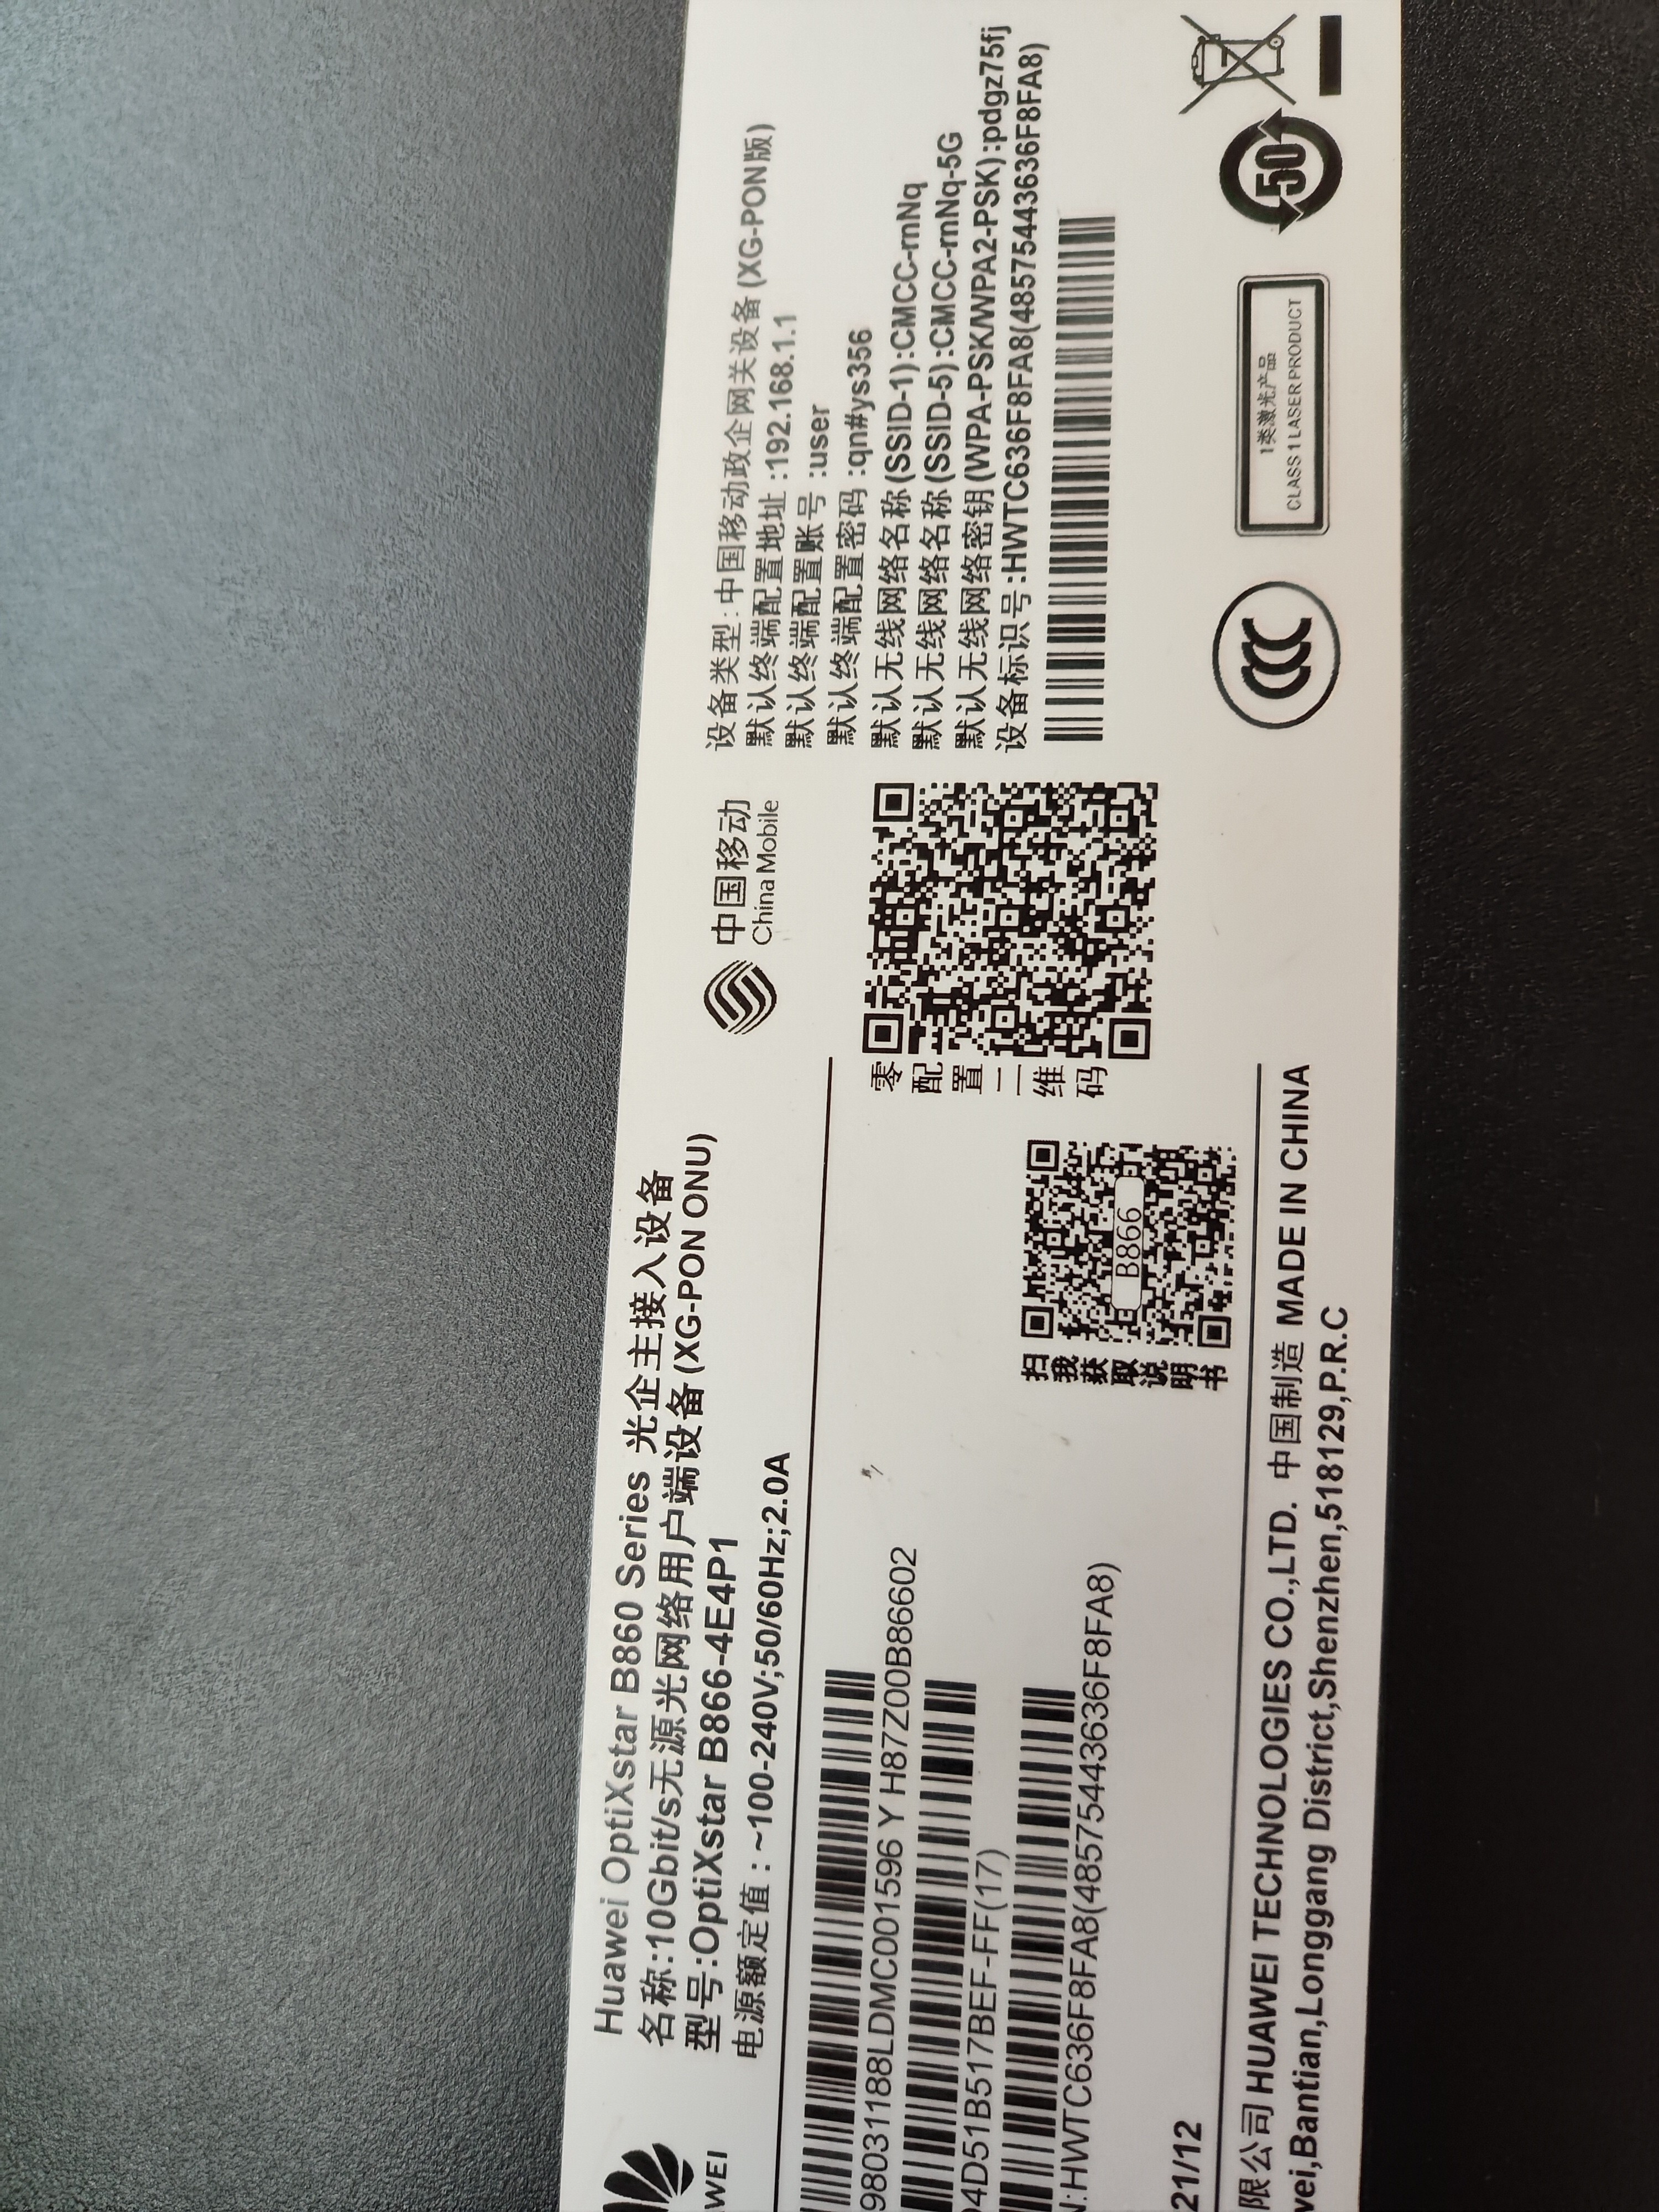 WEI
Huawei OptiXstar B860 Series 光企主接入设备
名称:10Gbit/s无源光网络用户端设备(XG-PON ONU)
型号:OptiXstar B866-4E4P1
电源额定值：~100-240V;50/60Hz;2.0A
98031188LDMC001596 Y H87Z00B86602
4D51B517BEF-FF(17)
N:HWTC636F8FA8(48575443636F8FA8)
21/12
扫我获取说明书
B866
限公司 HUAWEI TECHNOLOGIES CO.,LTD. 中国制造 MADE IN CHINA
wei,Bantian,Longgang District,Shenzhen,518129,P.R.C
中国移动
China Mobile
零配置二维码
设备类型:中国移动政企网关设备(XG-PON版)
默认终端配置地址:192.168.1.1
默认终端配置账号:user
默认终端配置密码:qn#ys356
默认无线网络名称(SSID-1):CMCC-rnNq
默认无线网络名称(SSID-5):CMCC-rnNq-5G
默认无线网络密钥(WPA-PSK/WPA2-PSK):pdgz75fj
设备标识号:HWTC636F8FA8(48575443636F8FA8)
CCC
1类激光产品
CLASS 1 LASER PRODUCT
50